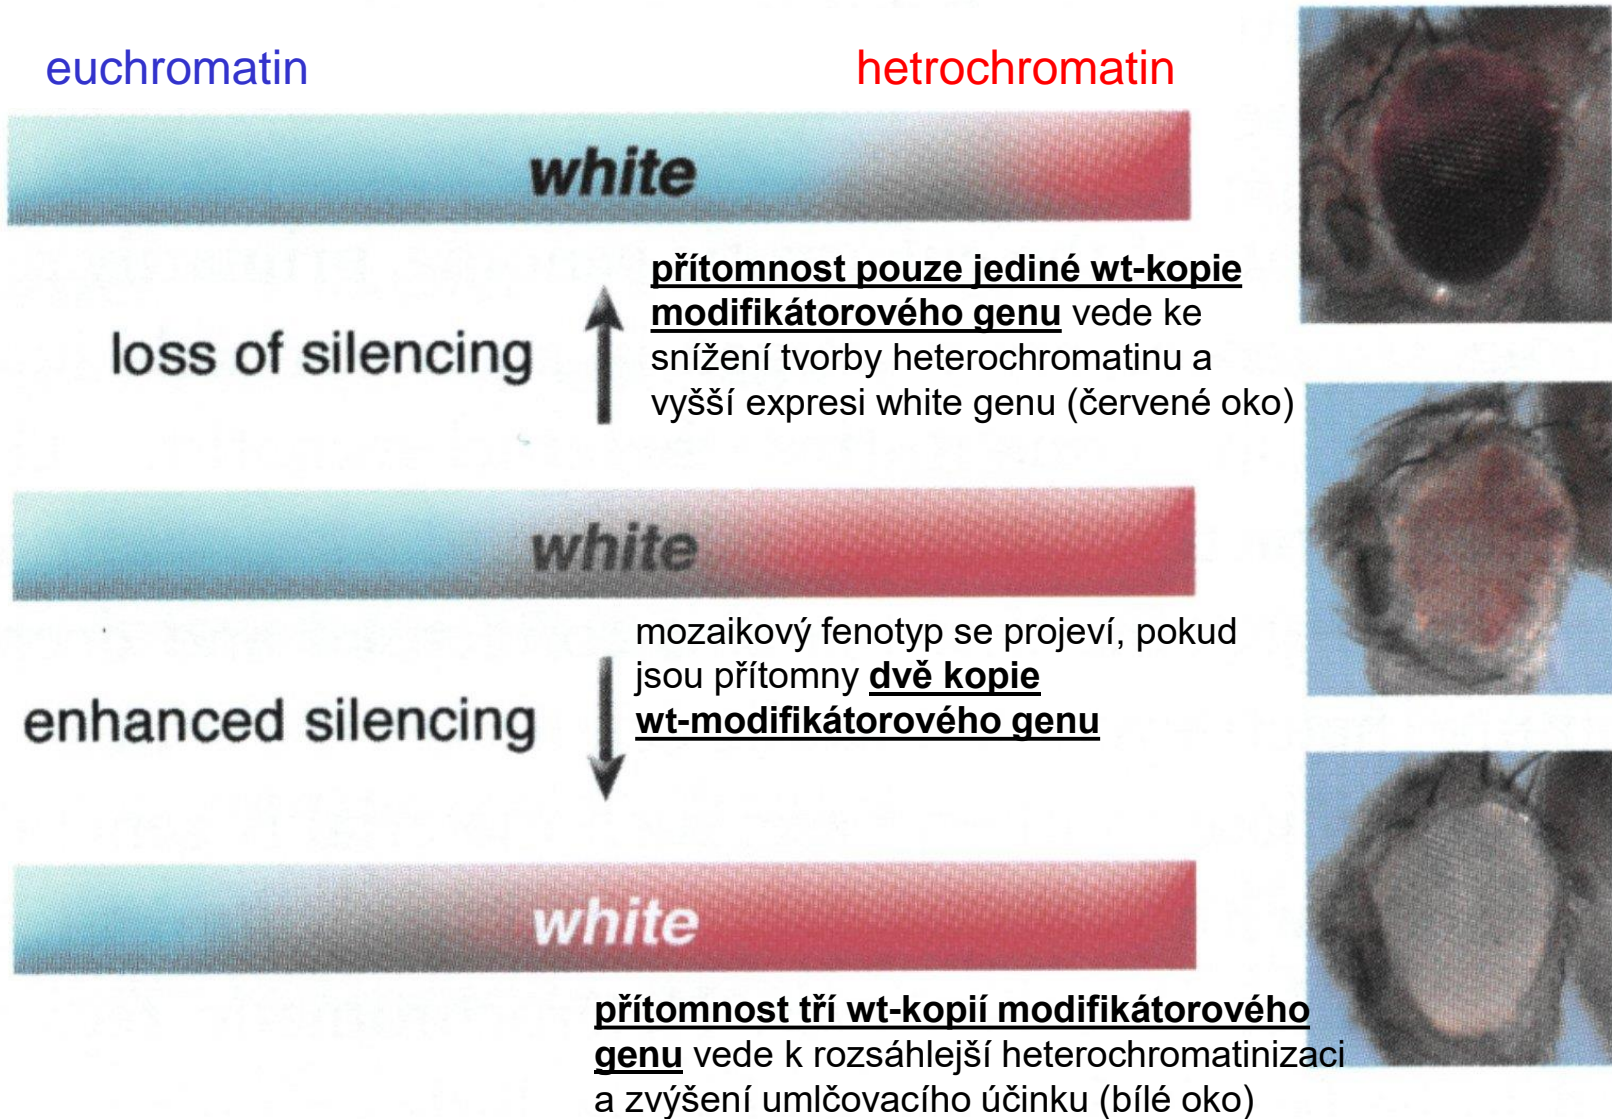 euchromatin
hetrochromatin
white
přítomnost pouze jediné wt-kopie
modifikátorového genu vede ke
snížení tvorby heterochromatinu a
vyšší expresi white genu (červené oko)
loss of silencing
white
mozaikový fenotyp se projeví, pokud
jsou přítomny dvě kopie
wt-modifikátorového genu
enhanced silencing
white
přítomnost tří wt-kopií modifikátorového
genu vede k rozsáhlejší heterochromatinizaci
a zvýšení umlčovacího účinku (bílé oko)